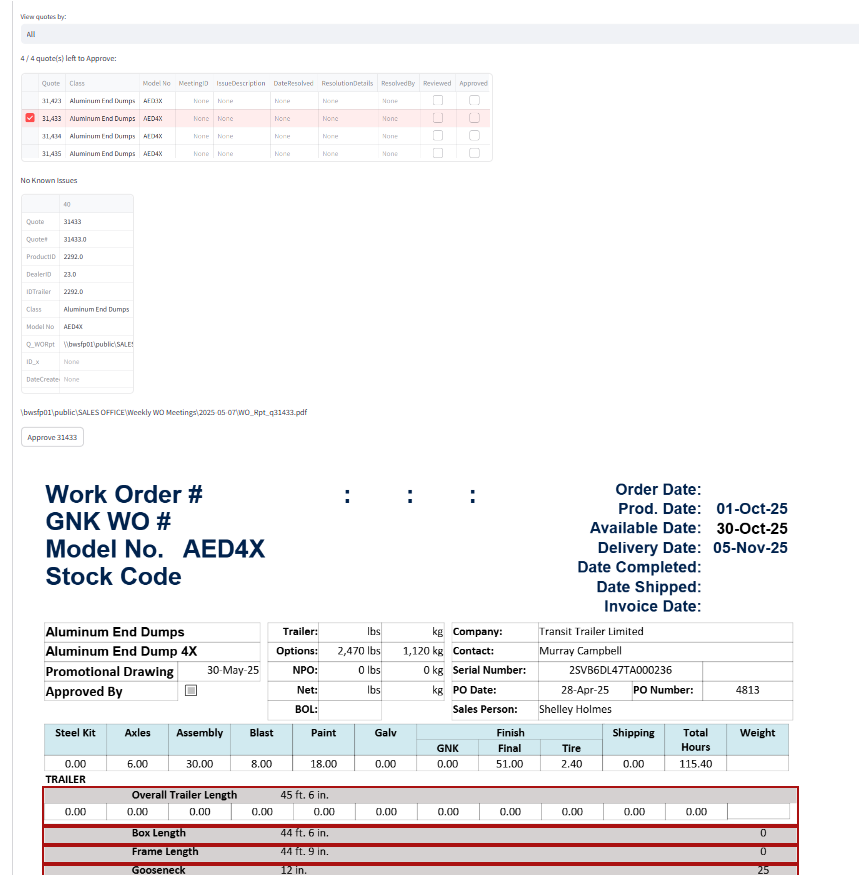 View quotes by:
All
4 / 4 quote(s) left to Approve:
Quote Class Model No MeetingID IssueDescription DateResolved ResolutionDetails ResolvedBy Reviewed Approved
31,423 Aluminum End Dumps AED3X None None None None None
31,433 Aluminum End Dumps AED4X None None None None None
31,434 Aluminum End Dumps AED4X None None None None None
31,435 Aluminum End Dumps AED4X None None None None None
No Known Issues
40
Quote 31433
Quote# 31433.0
ProductID 2292.0
DealerID 23.0
IDTrailer 2292.0
Class Aluminum End Dumps
Model No AED4X
Q_WORpt \\bwsfp01\public\SALES
ID_x None
DateCreate None
\bwsfp01\public\SALES OFFICE\Weekly WO Meetings\2025-05-07\WO_Rpt_q31433.pdf
Approve 31433
Work Order # : : :
GNK WO #
Model No. AED4X
Stock Code
Order Date:
Prod. Date: 01-Oct-25
Available Date: 30-Oct-25
Delivery Date: 05-Nov-25
Date Completed:
Date Shipped:
Invoice Date:
Aluminum End Dumps
Aluminum End Dump 4X
Promotional Drawing 30-May-25
Approved By
Trailer: lbs kg
Options: 2,470 lbs 1,120 kg
NPO: 0 lbs 0 kg
Net: lbs kg
BOL:
Company: Transit Trailer Limited
Contact: Murray Campbell
Serial Number: 2SVB6DL47TA000236
PO Date: 28-Apr-25 PO Number: 4813
Sales Person: Shelley Holmes
Steel Kit Axles Assembly Blast Paint Galv Finish Shipping Total Hours Weight
GNK Final Tire
0.00 6.00 30.00 8.00 18.00 0.00 0.00 51.00 2.40 0.00 115.40
TRAILER
Overall Trailer Length 45 ft. 6 in.
0.00 0.00 0.00 0.00 0.00 0.00 0.00 0.00 0.00 0.00 0.00
Box Length 44 ft. 6 in. 0
Frame Length 44 ft. 9 in. 0
Gooseneck 12 in. 25